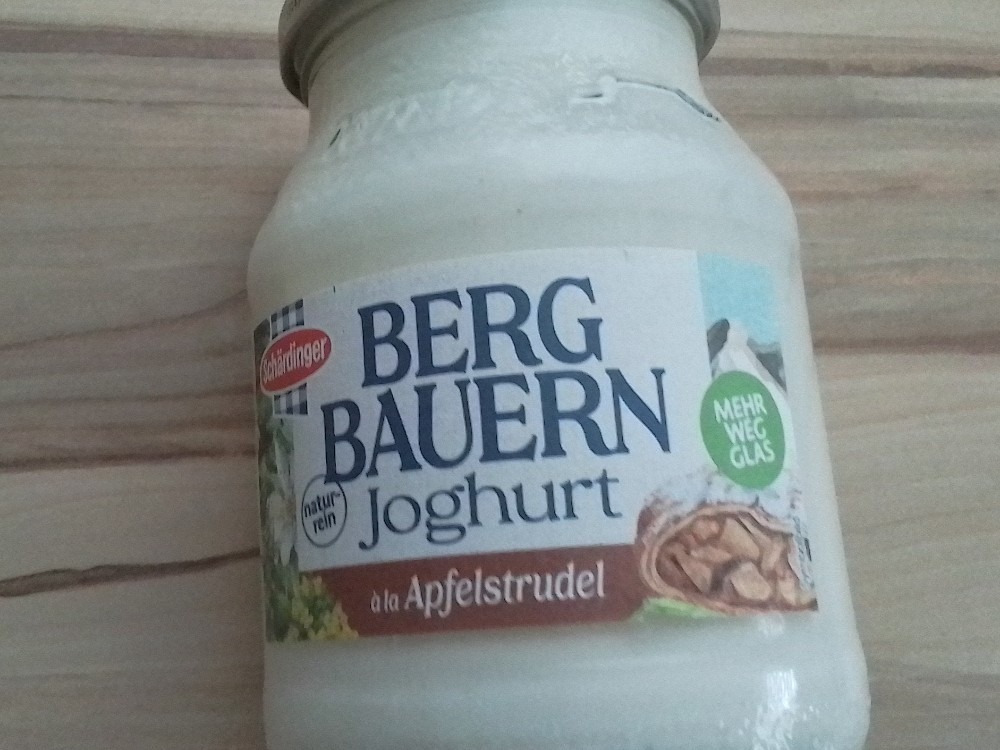 Schärdinger
BERG
BAUERN
Joghurt
natur-
rein
à la Apfelstrudel
MEHR
WEG
GLAS